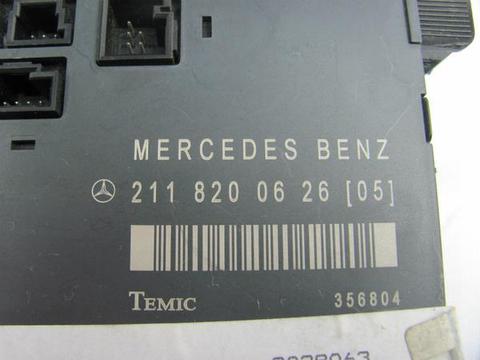 MERCEDES BENZ
211 820 06 26 [05]
TEMIC
356804